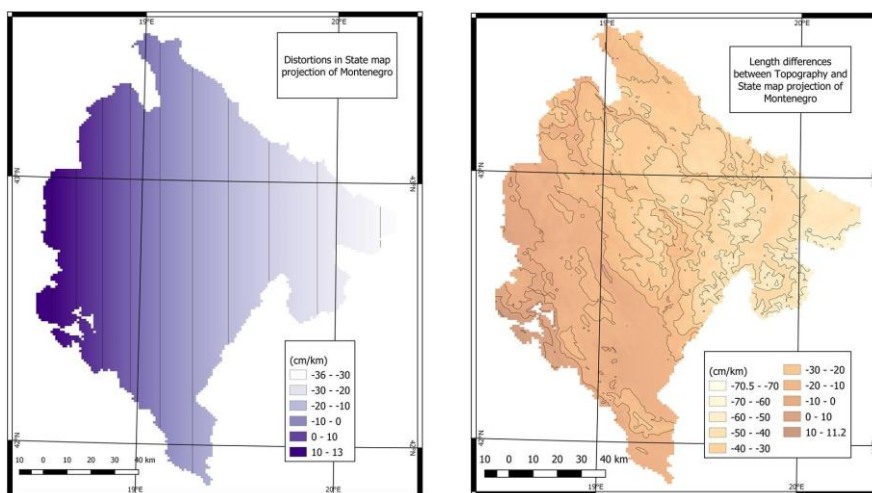 19°E
20°E
Distortions in State map
projection of Montenegro
43°N
43°N
(cm/km)
-36 - -30
-30 - -20
-20 - -10
-10 - 0
0 - 10
10 - 13
42°N
42°N
10 0 10 20 30 40 km
19°E
20°E
19°E
20°E
Length differences
between Topography and
State map projection of
Montenegro
43°N
43°N
(cm/km)
-70.5 - -70
-70 - -60
-60 - -50
-50 - -40
-40 - -30
-30 - -20
-20 - -10
-10 - 0
0 - 10
10 - 11.2
42°N
42°N
10 0 10 20 30 40 km
19°E
20°E